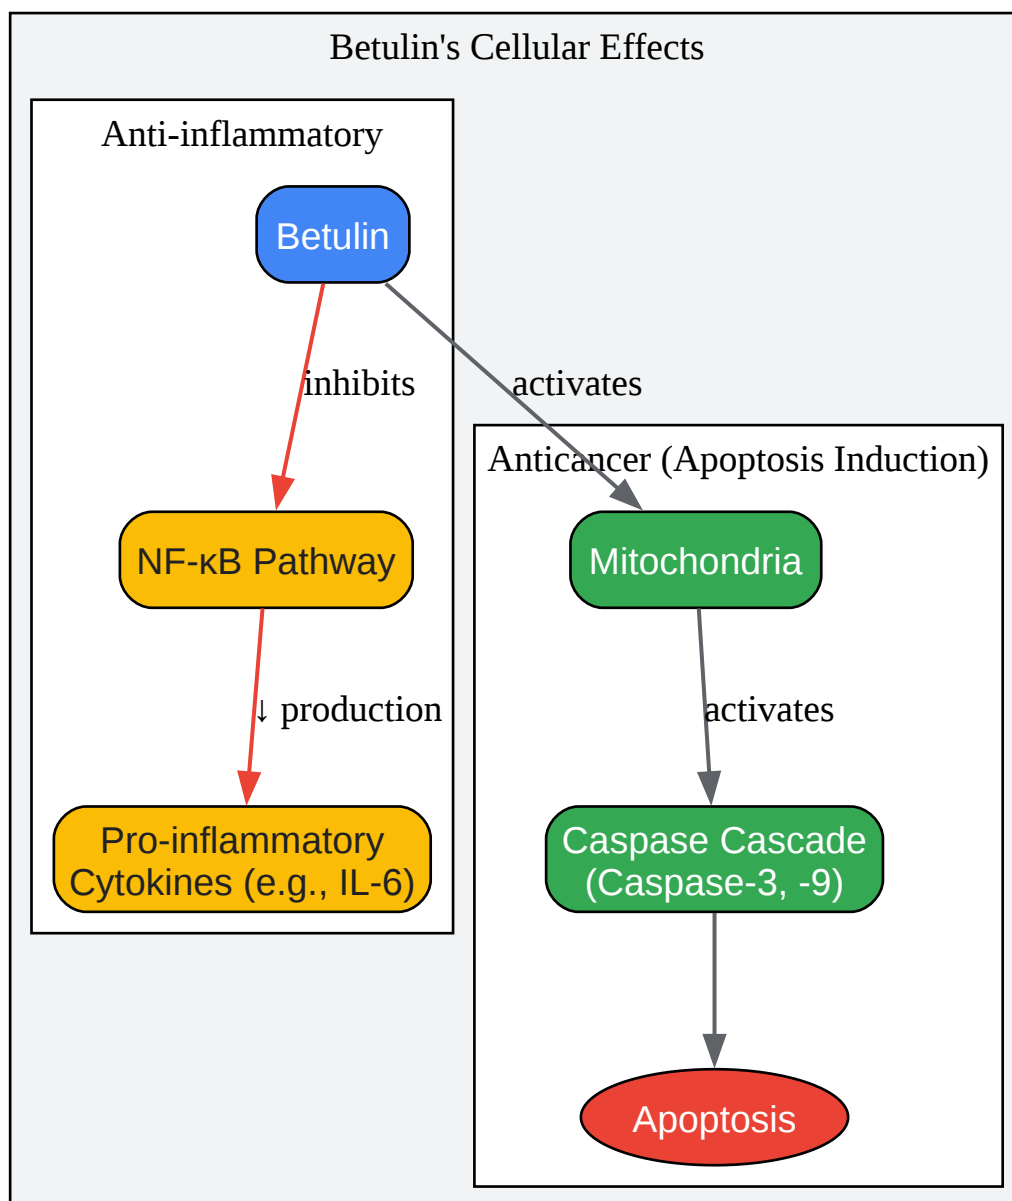 Betulin's Cellular Effects
Anti-inflammatory
Betulin
inhibits
activates
Anticancer (Apoptosis Induction)
NF-κB Pathway
Mitochondria
↓ production
activates
Pro-inflammatory
Cytokines (e.g., IL-6)
Caspase Cascade
(Caspase-3, -9)
Apoptosis